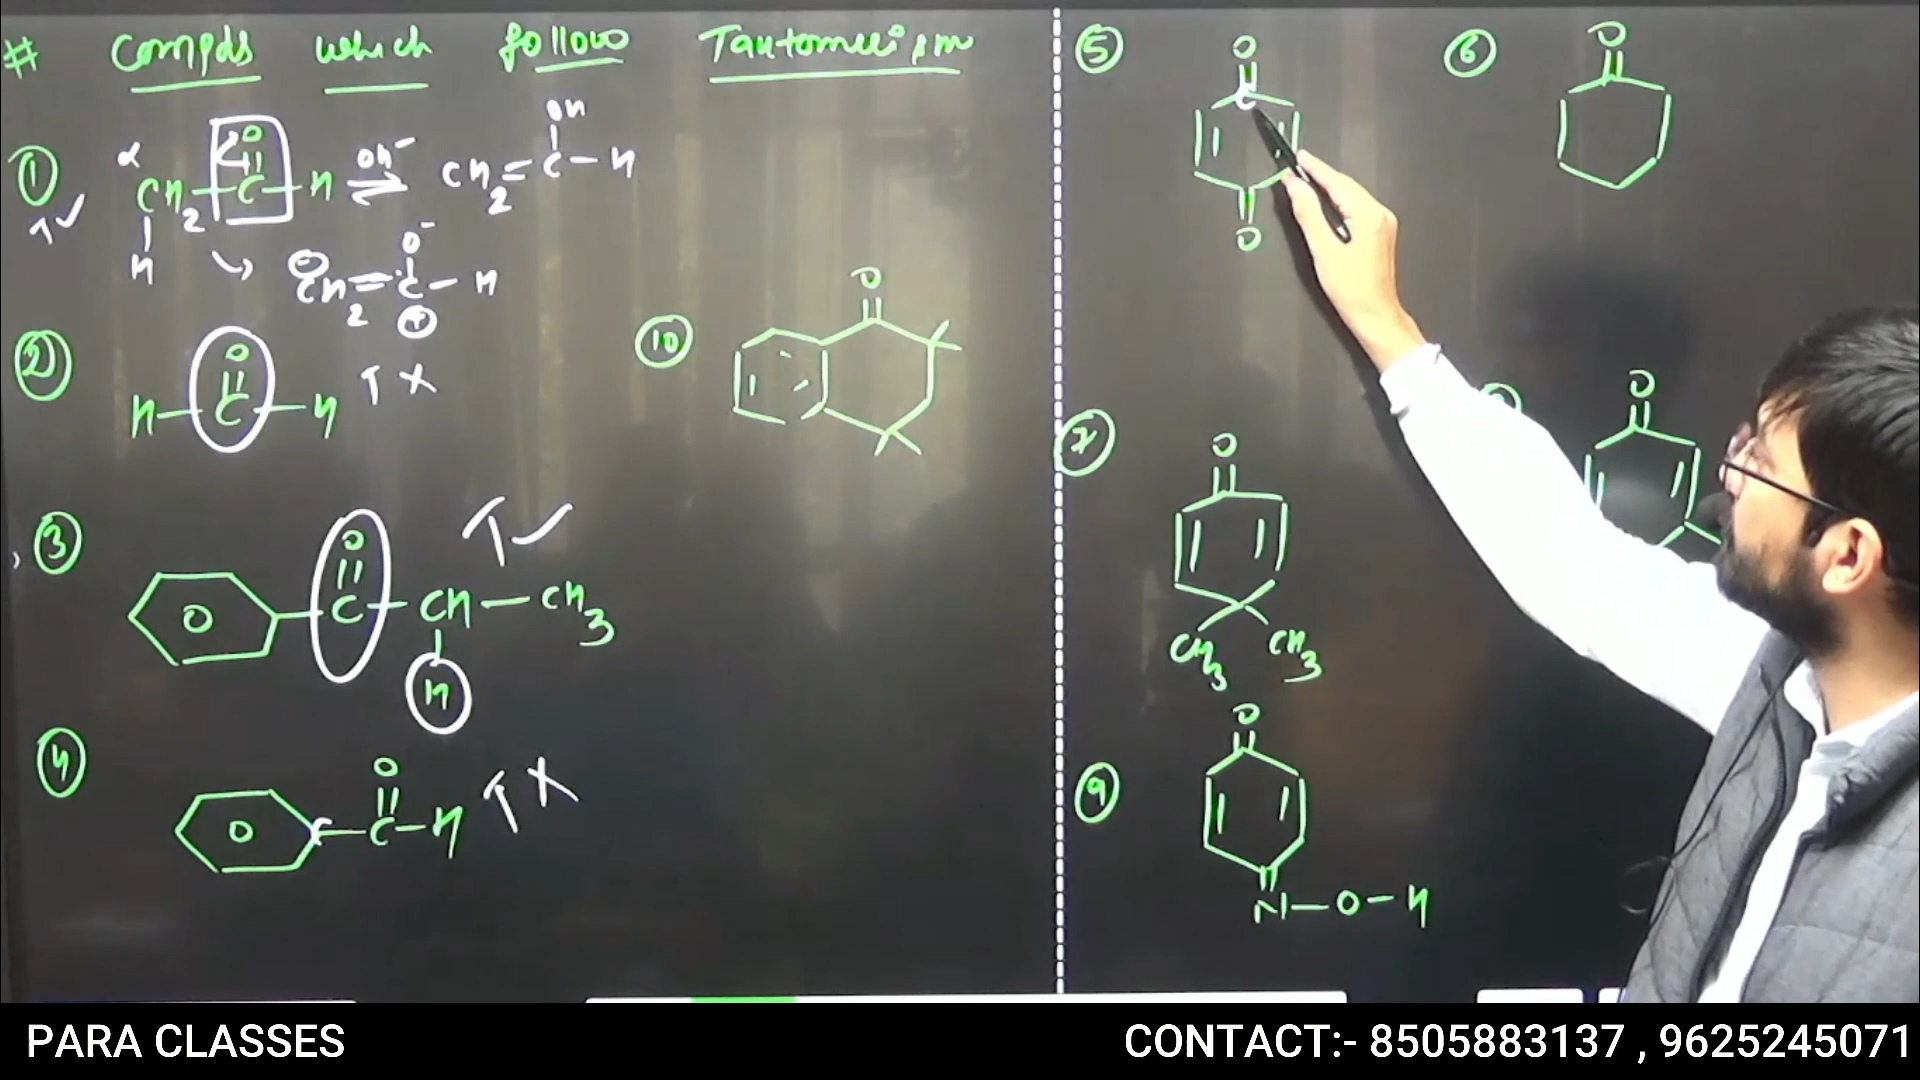 # Compds which follow Tautomerism
①
α
O
CH2 — C — H
H
OH⁻
⇌
OH
CH2 = C — H
T✓
⊖
O⁻
CH2 = C — H
⊕
②
O
H — C — H
T X
③
O
C — CH — CH3
H
T✓
④
O
C — H
T X
⑩
O
⑤
O
C
O
⑥
O
⑦
O
CH3 CH3
O
⑨
O
N — O — H
PARA CLASSES
CONTACT:- 8505883137 , 9625245071